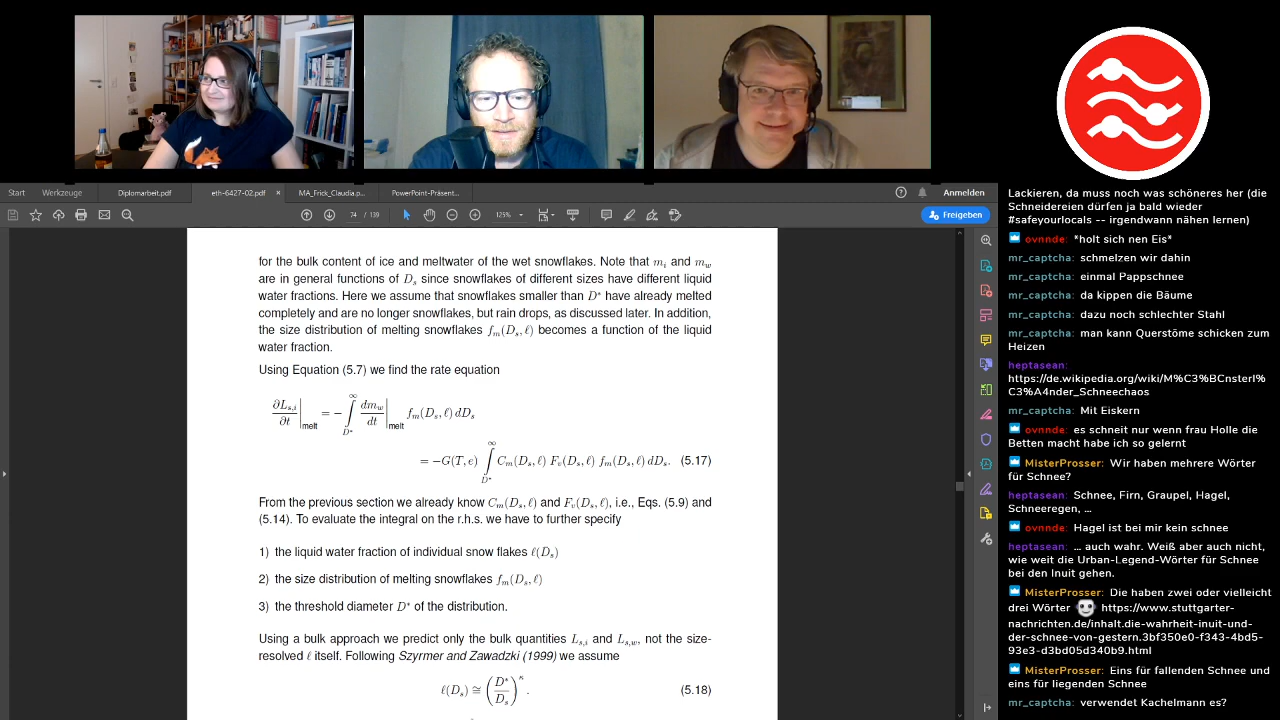 Start Werkzeuge Diplomarbeit.pdf eth-6427-02.pdf × MA_Frick_Claudia.p... PowerPoint-Präsent... Anmelden
74 / 139 125% Freigeben
for the bulk content of ice and meltwater of the wet snowflakes. Note that m_i and m_w
are in general functions of D_s since snowflakes of different sizes have different liquid
water fractions. Here we assume that snowflakes smaller than D* have already melted
completely and are no longer snowflakes, but rain drops, as discussed later. In addition,
the size distribution of melting snowflakes f_m(D_s, ℓ) becomes a function of the liquid
water fraction.
Using Equation (5.7) we find the rate equation
∂L_{s,i}/∂t |_melt = − ∫_{D*}^{∞} dm_w/dt |_melt f_m(D_s, ℓ) dD_s
= −G(T, e) ∫_{D*}^{∞} C_m(D_s, ℓ) F_v(D_s, ℓ) f_m(D_s, ℓ) dD_s. (5.17)
From the previous section we already know C_m(D_s, ℓ) and F_v(D_s, ℓ), i.e., Eqs. (5.9) and
(5.14). To evaluate the integral on the r.h.s. we have to further specify
1) the liquid water fraction of individual snow flakes ℓ(D_s)
2) the size distribution of melting snowflakes f_m(D_s, ℓ)
3) the threshold diameter D* of the distribution.
Using a bulk approach we predict only the bulk quantities L_{s,i} and L_{s,w}, not the size-
resolved ℓ itself. Following Szyrmer and Zawadzki (1999) we assume
ℓ(D_s) ≅ (D*/D_s)^κ. (5.18)
Lackieren, da muss noch was schöneres her (die
Schneidereien dürfen ja bald wieder
#safeyourlocals -- irgendwann nähen lernen)
ovnnde: *holt sich nen Eis*
mr_captcha: schmelzen wir dahin
mr_captcha: einmal Pappschnee
mr_captcha: da kippen die Bäume
mr_captcha: dazu noch schlechter Stahl
mr_captcha: man kann Querstöme schicken zum
Heizen
heptasean:
https://de.wikipedia.org/wiki/M%C3%BCnsterl%
C3%A4nder_Schneechaos
mr_captcha: Mit Eiskern
ovnnde: es schneit nur wenn frau Holle die
Betten macht habe ich so gelernt
MisterProsser: Wir haben mehrere Wörter
für Schnee?
heptasean: Schnee, Firn, Graupel, Hagel,
Schneeregen, ...
ovnnde: Hagel ist bei mir kein schnee
heptasean: ... auch wahr. Weiß aber auch nicht,
wie weit die Urban-Legend-Wörter für Schnee
bei den Inuit gehen.
MisterProsser: Die haben zwei oder vielleicht
drei Wörter https://www.stuttgarter-
nachrichten.de/inhalt.die-wahrheit-inuit-und-
der-schnee-von-gestern.3bf350e0-f343-4bd5-
93e3-d3bd05d340b9.html
MisterProsser: Eins für fallenden Schnee und
eins für liegenden Schnee
mr_captcha: verwendet Kachelmann es?